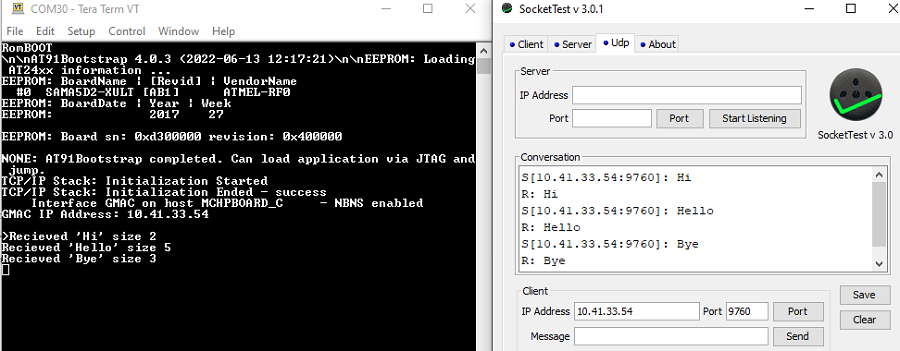 COM30 - Tera Term VT
File Edit Setup Control Window Help
RomBOOT
\n\nAT91Bootstrap 4.0.3 (2022-06-13 12:17:21)\n\nEEPROM: Loading
AT24xx information ...
EEPROM: BoardName | [Revid] | VendorName
#0 SAMA5D2-XULT [AB1] ATMEL-RF0
EEPROM: BoardDate | Year | Week
EEPROM: 2017 27
EEPROM: Board sn: 0xd300000 revision: 0x400000
NONE: AT91Bootstrap completed. Can load application via JTAG and
jump.
TCP/IP Stack: Initialization Started
TCP/IP Stack: Initialization Ended - success
Interface GMAC on host MCHPBOARD_C - NBNS enabled
GMAC IP Address: 10.41.33.54
>Recieved 'Hi' size 2
Recieved 'Hello' size 5
Recieved 'Bye' size 3
SocketTest v 3.0.1
Client Server Udp About
Server
IP Address
Port Port Start Listening
SocketTest v 3.0
Conversation
S[10.41.33.54:9760]: Hi
R: Hi
S[10.41.33.54:9760]: Hello
R: Hello
S[10.41.33.54:9760]: Bye
R: Bye
Client
IP Address 10.41.33.54 Port 9760 Port
Message Send
Save
Clear